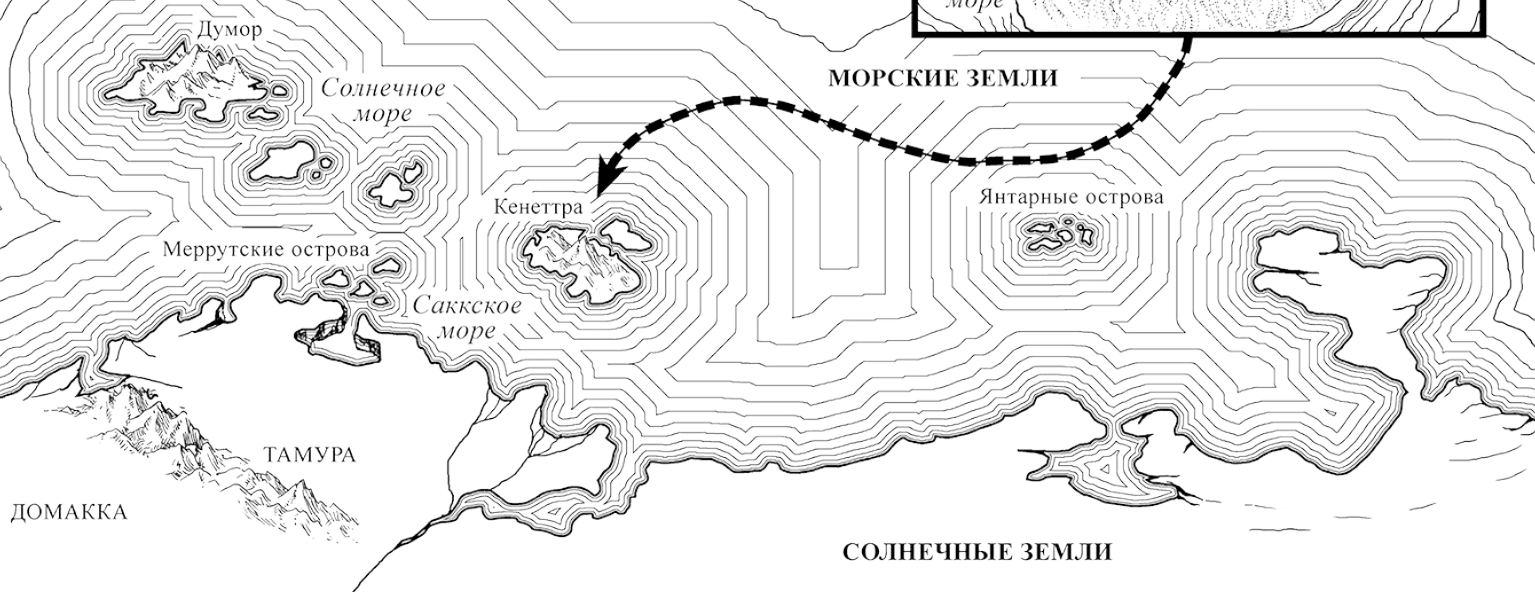 море
Думор
МОРСКИЕ ЗЕМЛИ
Солнечное
море
Янтарные острова
Кенеттра
Меррутские острова
Саккское
море
ТАМУРА
ДОМАККА
СОЛНЕЧНЫЕ ЗЕМЛИ